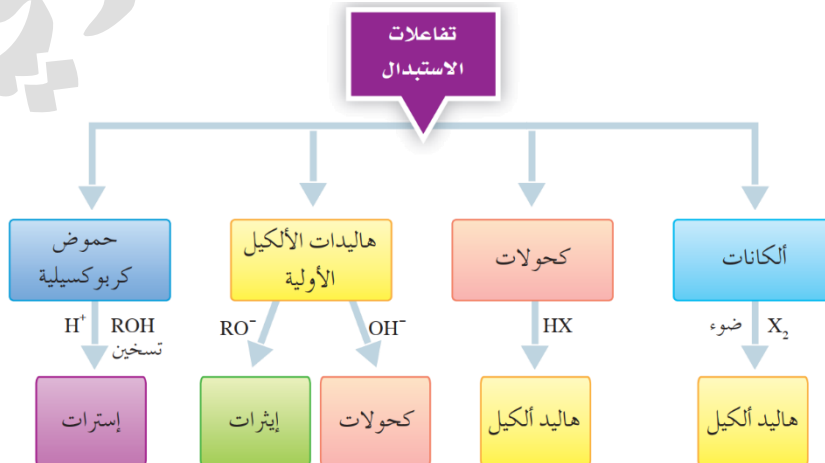 تفاعلات
الاستبدال
ألكانات
كحولات
هاليدات الألكيل
الأولية
حموض
كربوكسيلية
X₂ ضوء
HX
OH⁻
RO⁻
H⁺ ROH
تسخين
هاليد ألكيل
هاليد ألكيل
كحولات
إيثرات
إسترات